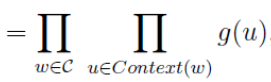 = ∏_{w∈𝒞} ∏_{u∈Context(w)} g(u).